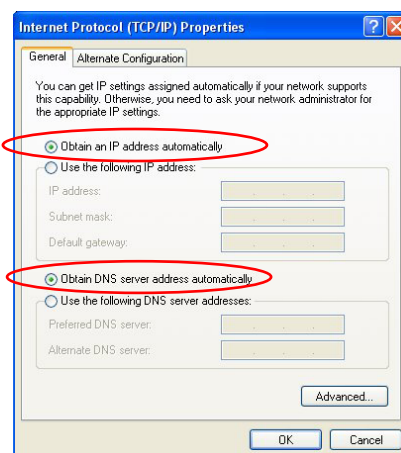 Internet Protocol (TCP/IP) Properties
General
Alternate Configuration
You can get IP settings assigned automatically if your network supports
this capability. Otherwise, you need to ask your network administrator for
the appropriate IP settings.
Obtain an IP address automatically
Use the following IP address:
IP address:
Subnet mask:
Default gateway:
Obtain DNS server address automatically
Use the following DNS server addresses:
Preferred DNS server:
Alternate DNS server:
Advanced...
OK
Cancel